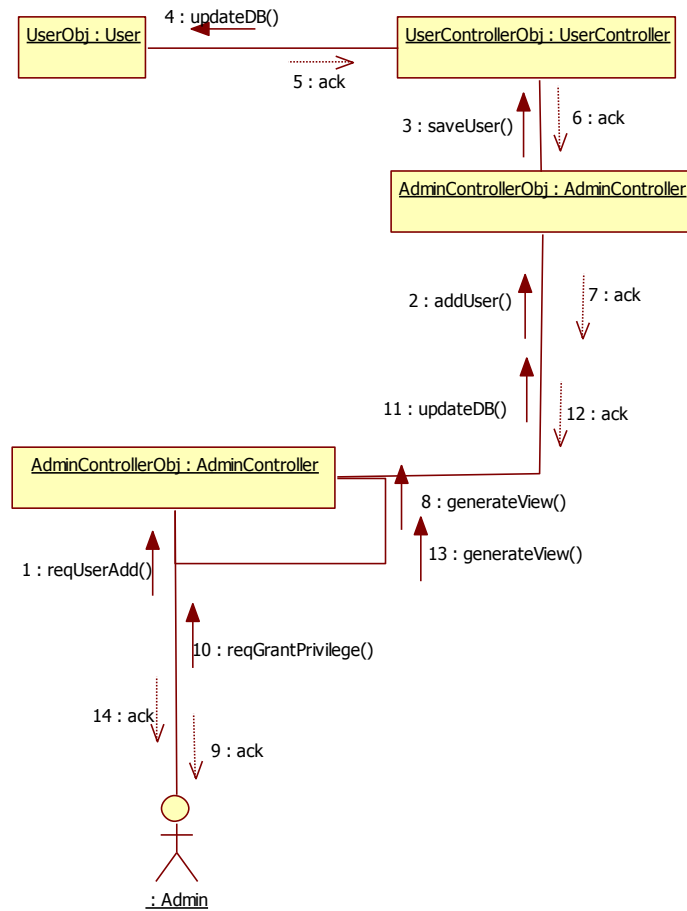 4 : updateDB()
UserObj : User
UserControllerObj : UserController
5 : ack
3 : saveUser()
6 : ack
AdminControllerObj : AdminController
2 : addUser()
7 : ack
11 : updateDB()
12 : ack
AdminControllerObj : AdminController
8 : generateView()
13 : generateView()
1 : reqUserAdd()
10 : reqGrantPrivilege()
14 : ack
9 : ack
: Admin